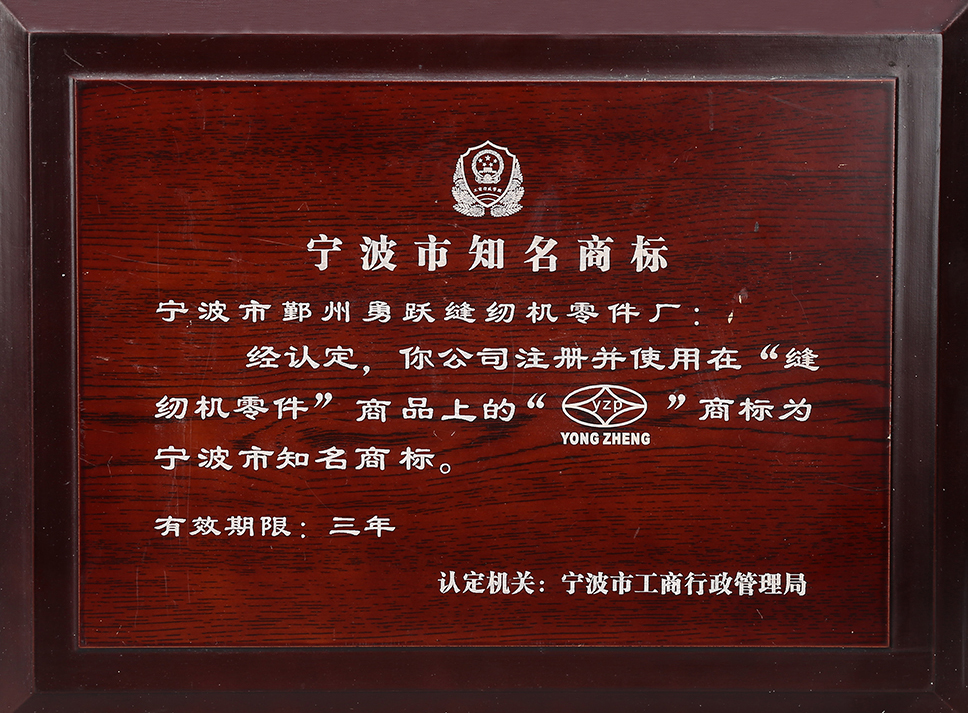 宁波市知名商标
宁波市鄞州勇跃缝纫机零件厂：
经认定，你公司注册并使用在“缝
纫机零件”商品上的“yzp”商标为
YONG ZHENG
宁波市知名商标。
有效期限：三年
认定机关：宁波市工商行政管理局